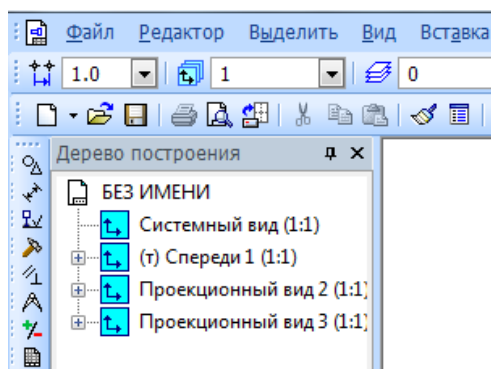 Файл Редактор Выделить Вид Вставка
1.0 1 0
Дерево построения
БЕЗ ИМЕНИ
Системный вид (1:1)
(т) Спереди 1 (1:1)
Проекционный вид 2 (1:1)
Проекционный вид 3 (1:1)